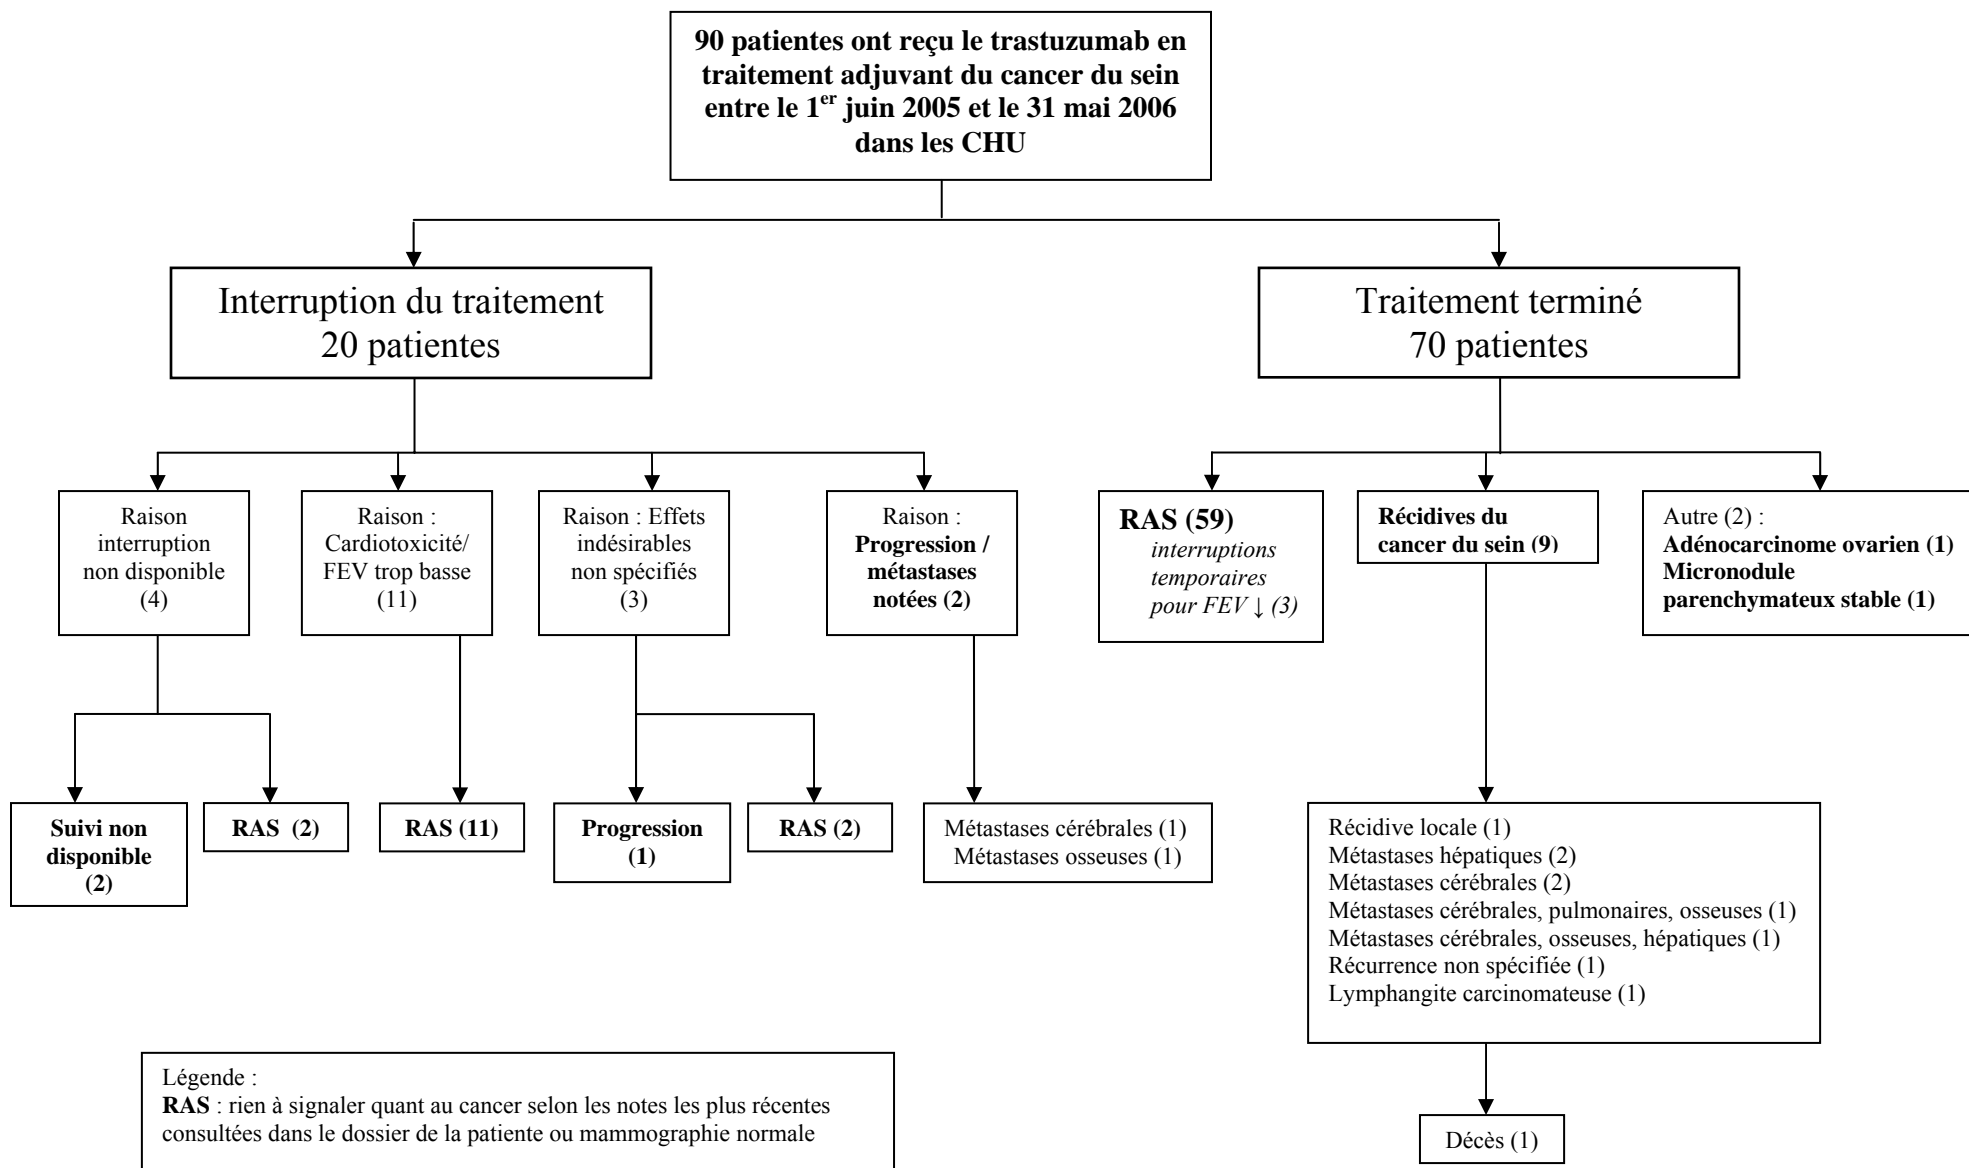 90 patientes ont reçu le trastuzumab en
traitement adjuvant du cancer du sein
entre le 1er juin 2005 et le 31 mai 2006
dans les CHU
Interruption du traitement
20 patientes
Traitement terminé
70 patientes
Raison
interruption
non disponible
(4)
Raison :
Cardiotoxicité/
FEV trop basse
(11)
Raison : Effets
indésirables
non spécifiés
(3)
Raison :
Progression /
métastases
notées (2)
RAS (59)
interruptions
temporaires
pour FEV ↓ (3)
Récidives du
cancer du sein (9)
Autre (2) :
Adénocarcinome ovarien (1)
Micronodule
parenchymateux stable (1)
Suivi non
disponible
(2)
RAS (2)
RAS (11)
Progression
(1)
RAS (2)
Métastases cérébrales (1)
Métastases osseuses (1)
Récidive locale (1)
Métastases hépatiques (2)
Métastases cérébrales (2)
Métastases cérébrales, pulmonaires, osseuses (1)
Métastases cérébrales, osseuses, hépatiques (1)
Récurrence non spécifiée (1)
Lymphangite carcinomateuse (1)
Décès (1)
Légende :
RAS : rien à signaler quant au cancer selon les notes les plus récentes
consultées dans le dossier de la patiente ou mammographie normale